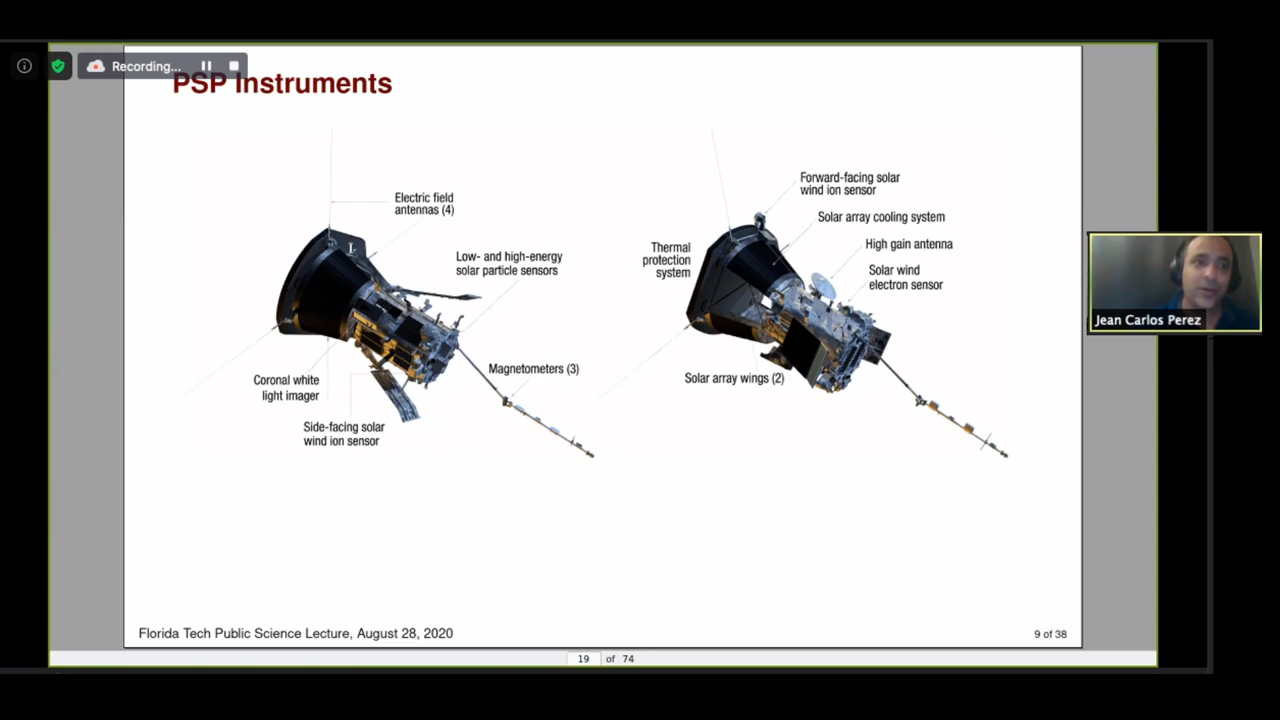 Recording...
PSP Instruments
Electric field
antennas (4)
Low- and high-energy
solar particle sensors
Magnetometers (3)
Coronal white
light imager
Side-facing solar
wind ion sensor
Forward-facing solar
wind ion sensor
Solar array cooling system
High gain antenna
Solar wind
electron sensor
Thermal
protection
system
Solar array wings (2)
Jean Carlos Perez
Florida Tech Public Science Lecture, August 28, 2020
9 of 38
19 of 74